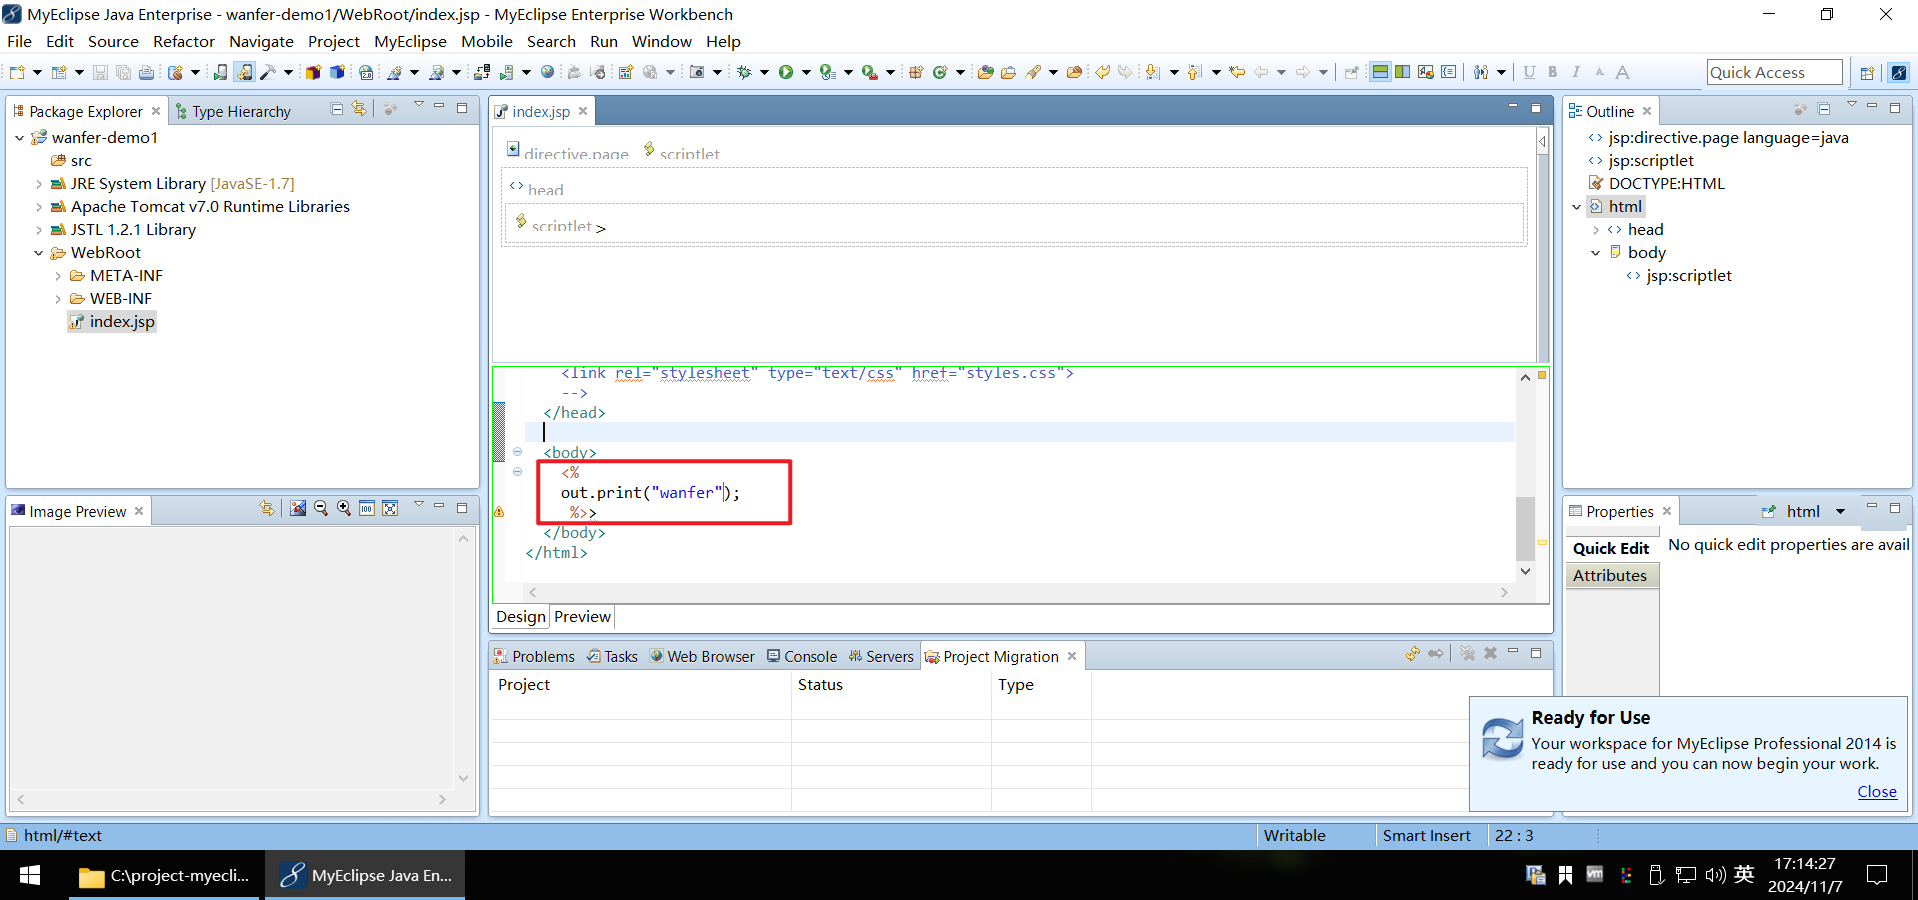 MyEclipse Java Enterprise - wanfer-demo1/WebRoot/index.jsp - MyEclipse Enterprise Workbench
File Edit Source Refactor Navigate Project MyEclipse Mobile Search Run Window Help
Quick Access
Package Explorer
Type Hierarchy
wanfer-demo1
src
JRE System Library [JavaSE-1.7]
Apache Tomcat v7.0 Runtime Libraries
JSTL 1.2.1 Library
WebRoot
META-INF
WEB-INF
index.jsp
Image Preview
index.jsp
directive.page scriptlet
head
scriptlet >
<link rel="stylesheet" type="text/css" href="styles.css">
-->
</head>
<body>
<%
out.print("wanfer");
%>>
</body>
</html>
Design Preview
Problems Tasks Web Browser Console Servers Project Migration
Project Status Type
Outline
jsp:directive.page language=java
jsp:scriptlet
DOCTYPE:HTML
html
head
body
jsp:scriptlet
Properties
html
Quick Edit
No quick edit properties are avail
Attributes
Ready for Use
Your workspace for MyEclipse Professional 2014 is
ready for use and you can now begin your work.
Close
html/#text
Writable
Smart Insert
22 : 3
C:\project-myecli...
MyEclipse Java En...
英
17:14:27
2024/11/7